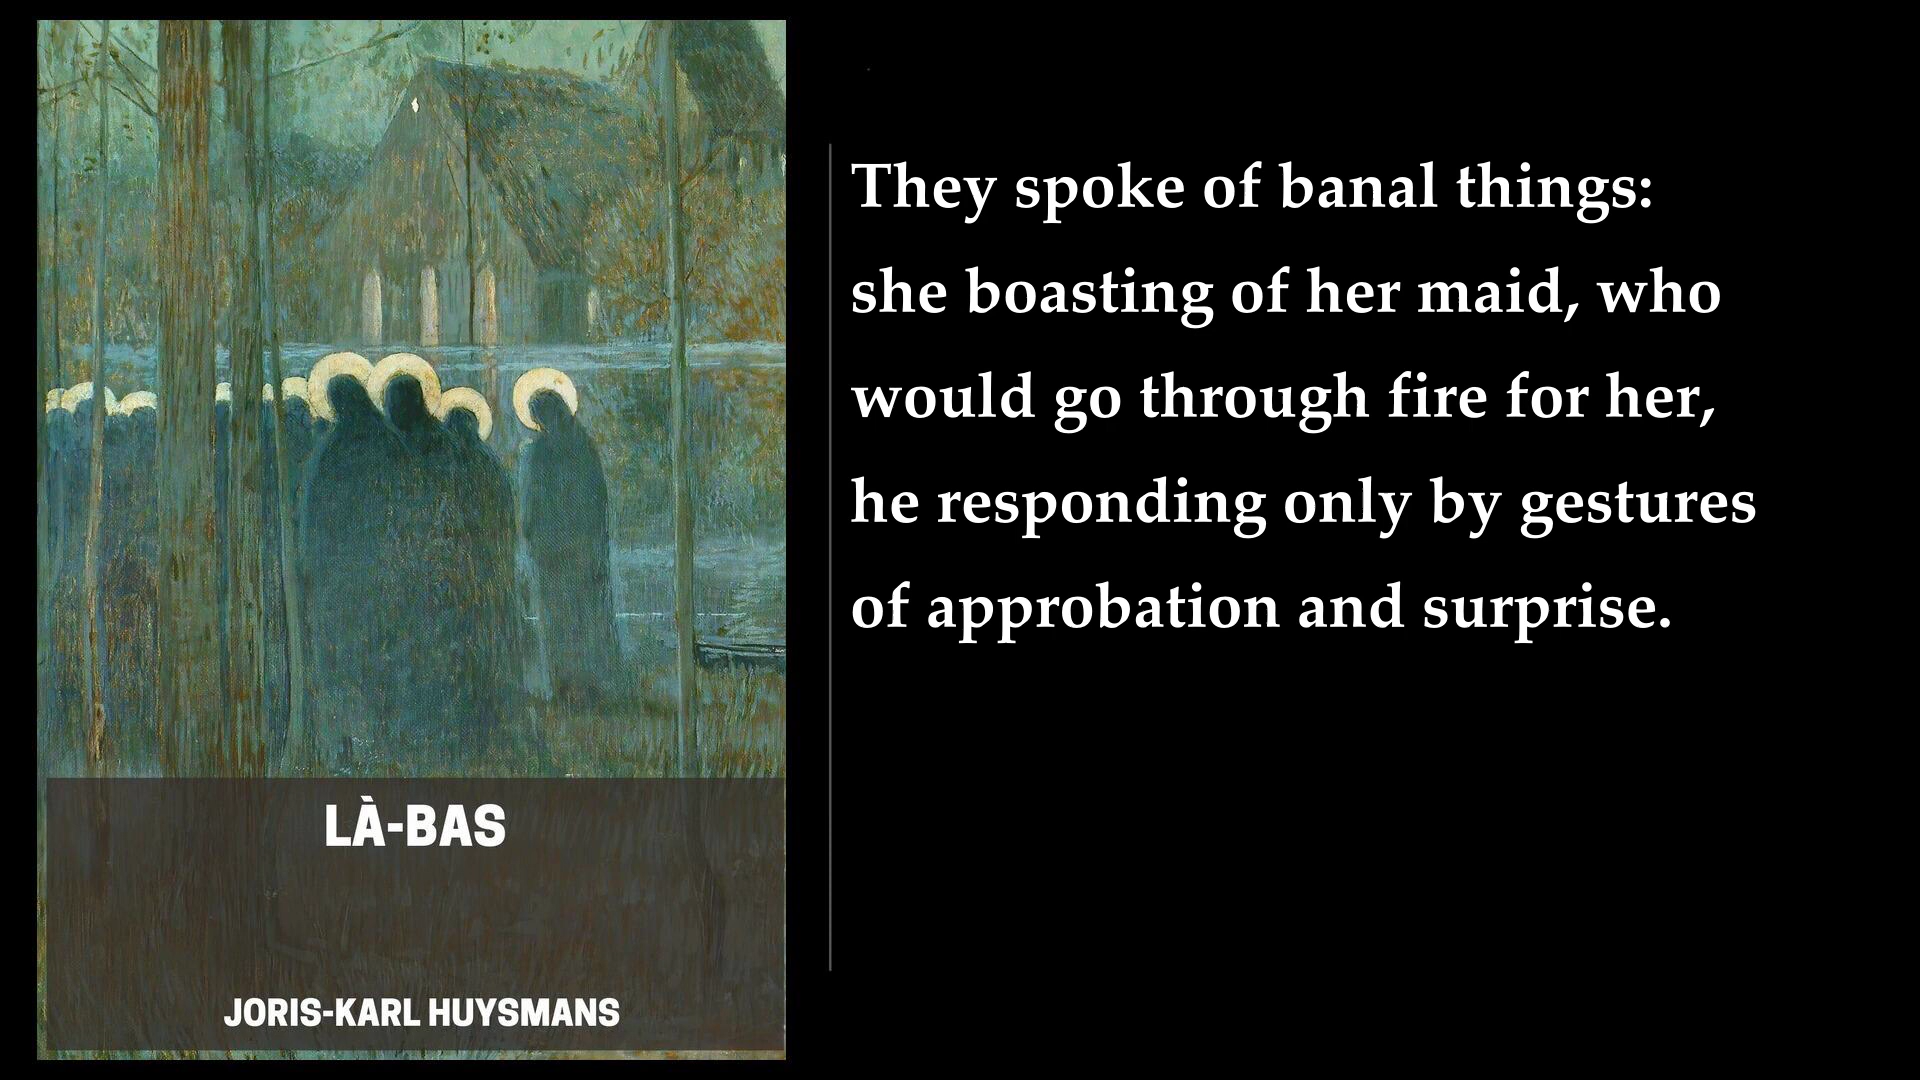 LÀ-BAS
JORIS-KARL HUYSMANS
They spoke of banal things:
she boasting of her maid, who
would go through fire for her,
he responding only by gestures
of approbation and surprise.